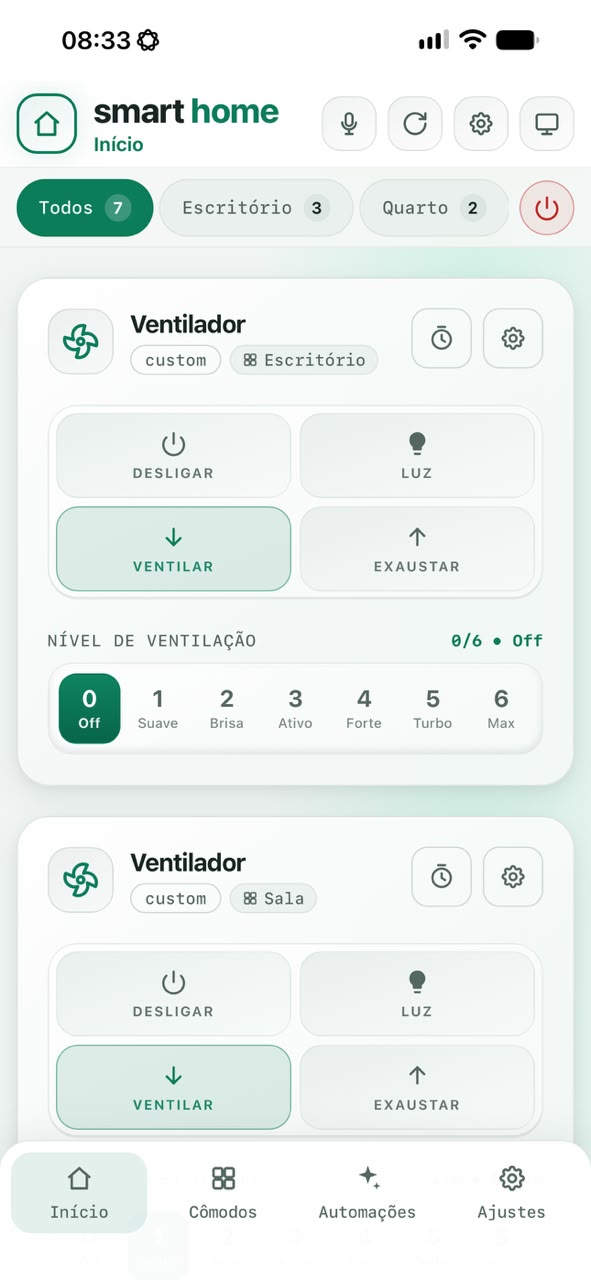 08:33
smart home
Início
Todos 7 Escritório 3 Quarto 2
Ventilador
custom Escritório
DESLIGAR LUZ
VENTILAR EXAUSTAR
NÍVEL DE VENTILAÇÃO 0/6 • Off
0 1 2 3 4 5 6
Off Suave Brisa Ativo Forte Turbo Max
Ventilador
custom Sala
DESLIGAR LUZ
VENTILAR EXAUSTAR
Início Cômodos Automações Ajustes